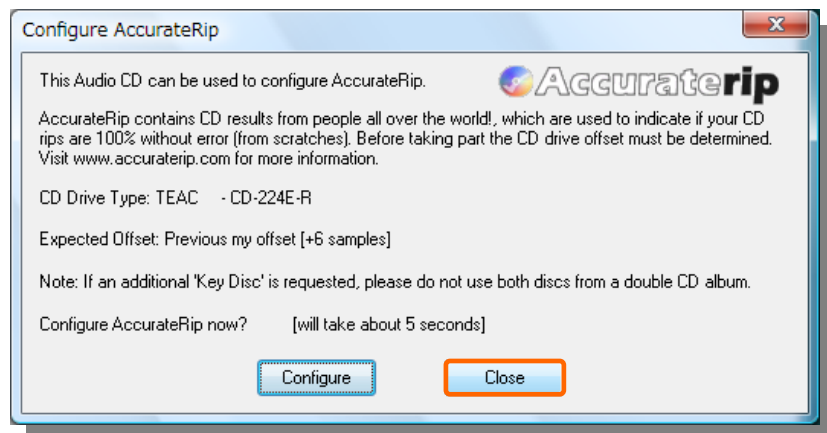 Configure AccurateRip
This Audio CD can be used to configure AccurateRip.
Accuraterip
AccurateRip contains CD results from people all over the world!, which are used to indicate if your CD
rips are 100% without error (from scratches). Before taking part the CD drive offset must be determined.
Visit www.accuraterip.com for more information.
CD Drive Type: TEAC - CD-224E-R
Expected Offset: Previous my offset [+6 samples]
Note: If an additional 'Key Disc' is requested, please do not use both discs from a double CD album.
Configure AccurateRip now? [will take about 5 seconds]
Configure Close